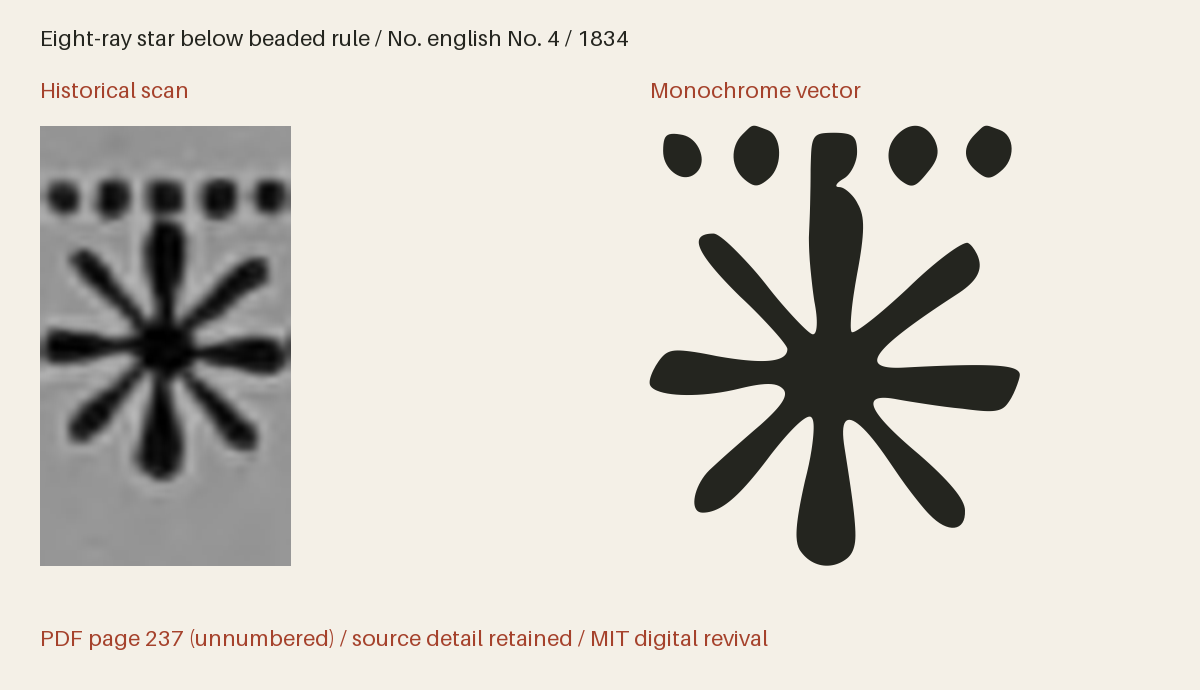 Eight-ray star below beaded rule / No. english No. 4 / 1834
Historical scan
Monochrome vector
PDF page 237 (unnumbered) / source detail retained / MIT digital revival